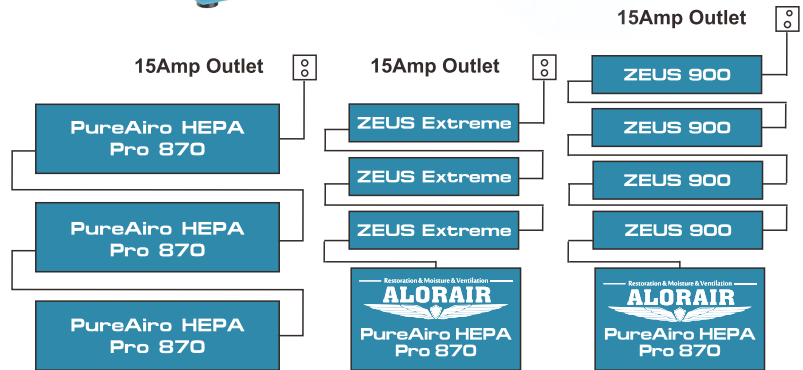 15Amp Outlet
PureAiro HEPA
Pro 870
PureAiro HEPA
Pro 870
PureAiro HEPA
Pro 870
15Amp Outlet
ZEUS Extreme
ZEUS Extreme
ZEUS Extreme
Restoration & Moisture & Ventilation
ALORAIR
PureAiro HEPA
Pro 870
15Amp Outlet
ZEUS 900
ZEUS 900
ZEUS 900
ZEUS 900
Restoration & Moisture & Ventilation
ALORAIR
PureAiro HEPA
Pro 870